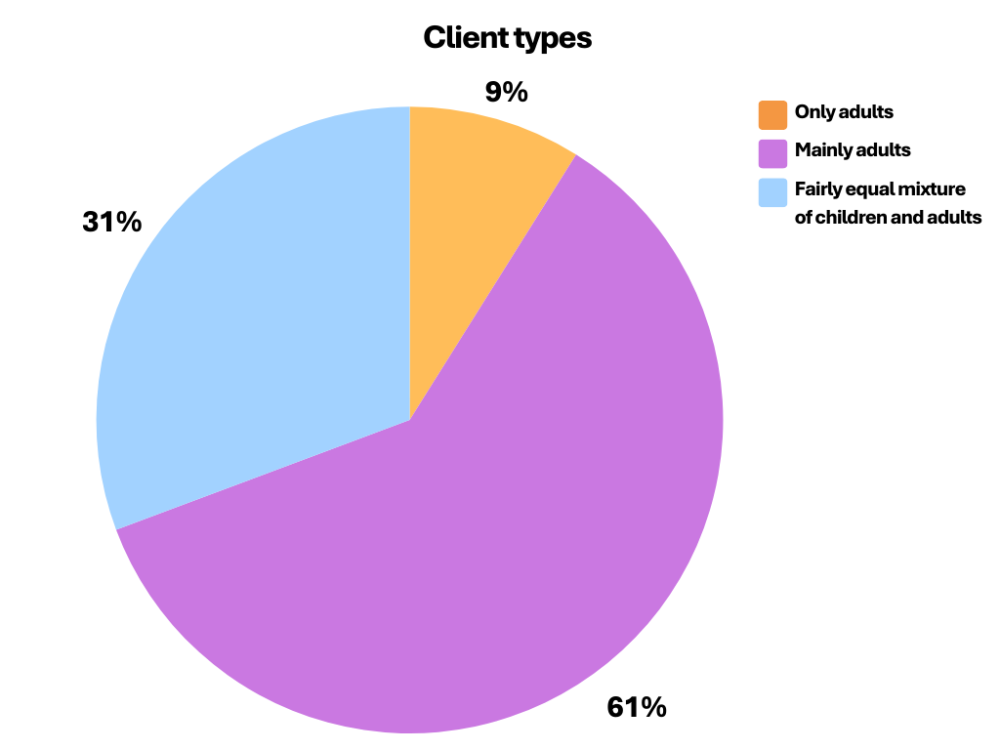 Client types
9%
Only adults
Mainly adults
Fairly equal mixture
of children and adults
31%
61%